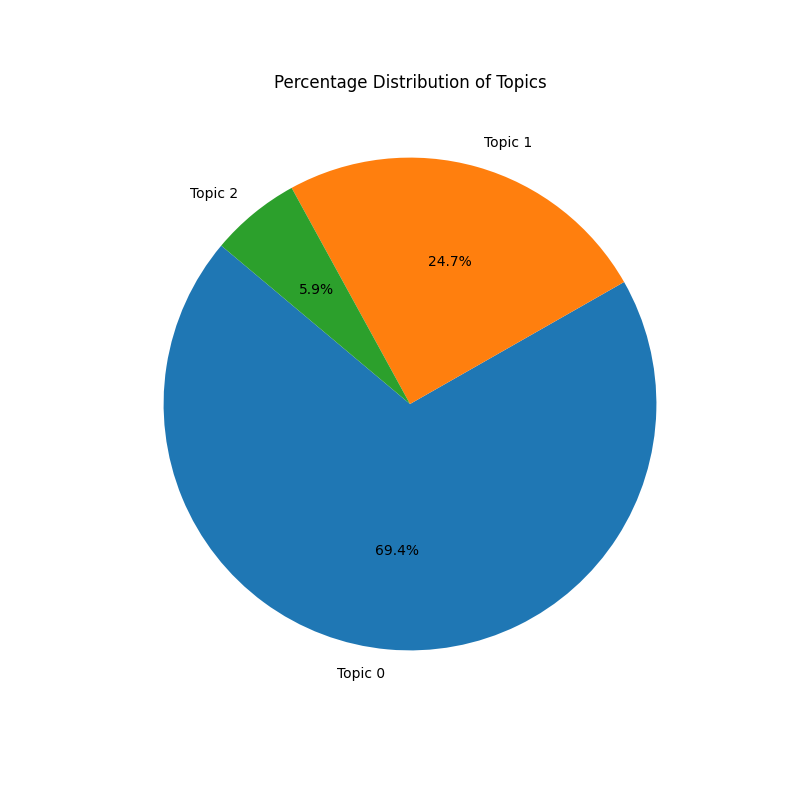 Percentage Distribution of Topics
Topic 1
Topic 2
24.7%
5.9%
69.4%
Topic 0